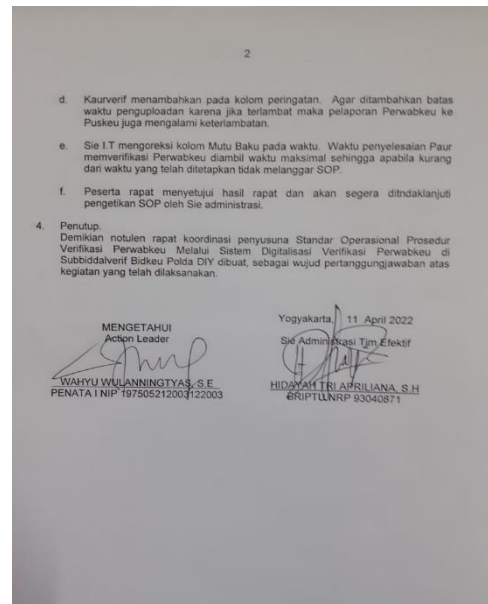 2
d. Kaurverif menambahkan pada kolom peringatan. Agar ditambahkan batas
waktu penguploadan karena jika terlambat maka pelaporan Perwabkeu ke
Puskeu juga mengalami keterlambatan.
e. Sie I.T mengoreksi kolom Mutu Baku pada waktu. Waktu penyelesaian Paur
memverifikasi Perwabkeu diambil waktu maksimal sehingga apabila kurang
dari waktu yang telah ditetapkan tidak melanggar SOP.
f. Peserta rapat menyetujui hasil rapat dan akan segera ditndaklanjuti
pengetikan SOP oleh Sie administrasi.
4. Penutup.
Demikian notulen rapat koordinasi penyusuna Standar Operasional Prosedur
Verifikasi Perwabkeu Melalui Sistem Digitalisasi Verifikasi Perwabkeu di
Subbiddalverif Bidkeu Polda DIY dibuat, sebagai wujud pertanggungjawaban atas
kegiatan yang telah dilaksanakan.
Yogyakarta, 11 April 2022
MENGETAHUI
Action Leader
Sie Administrasi Tim Efektif
WAHYU WULANNINGTYAS, S.E
PENATA I NIP 197505212003122003
HIDAYAH TRI APRILIANA, S.H
BRIPTU NRP 93040871